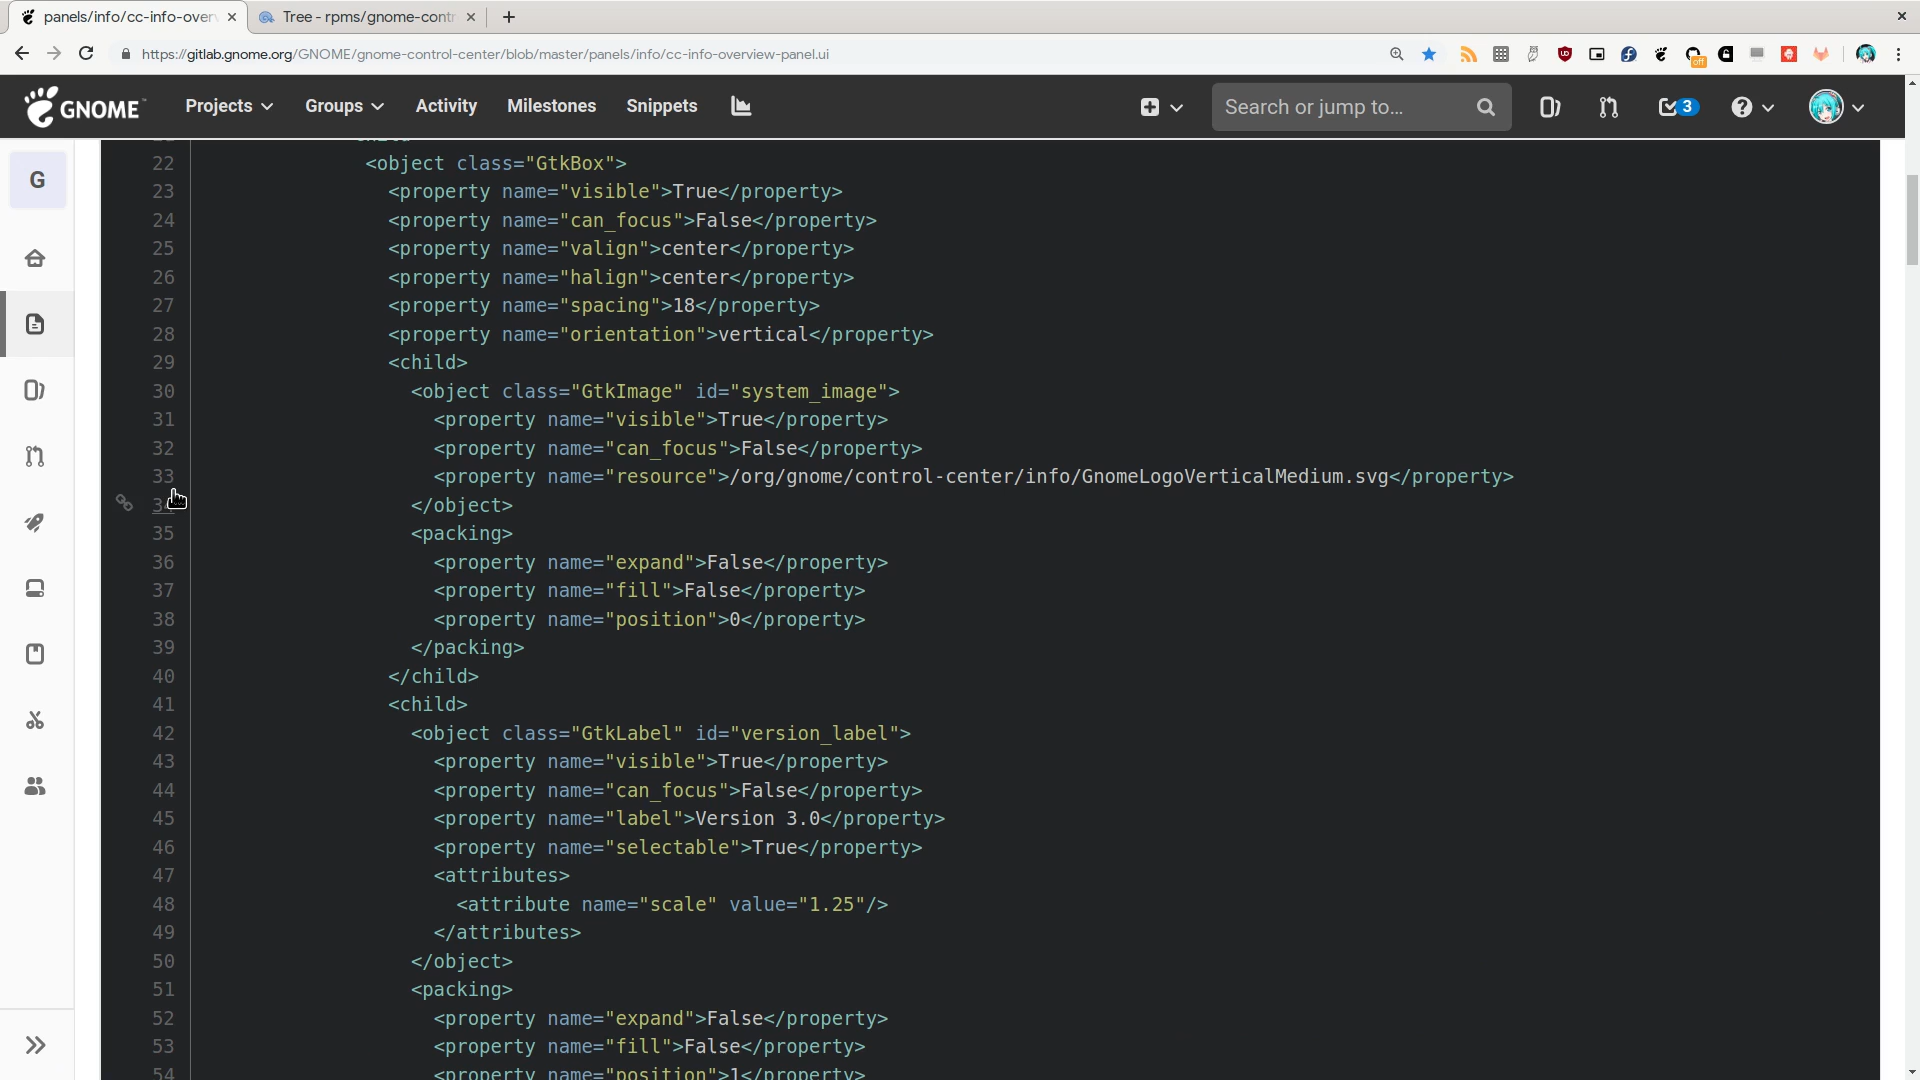 panels/info/cc-info-over
Tree - rpms/gnome-contr
https://gitlab.gnome.org/GNOME/gnome-control-center/blob/master/panels/info/cc-info-overview-panel.ui
off
GNOME
Projects
Groups
Activity
Milestones
Snippets
Search or jump to...
3
G
22 <object class="GtkBox">
23 <property name="visible">True</property>
24 <property name="can_focus">False</property>
25 <property name="valign">center</property>
26 <property name="halign">center</property>
27 <property name="spacing">18</property>
28 <property name="orientation">vertical</property>
29 <child>
30 <object class="GtkImage" id="system_image">
31 <property name="visible">True</property>
32 <property name="can_focus">False</property>
33 <property name="resource">/org/gnome/control-center/info/GnomeLogoVerticalMedium.svg</property>
34 </object>
35 <packing>
36 <property name="expand">False</property>
37 <property name="fill">False</property>
38 <property name="position">0</property>
39 </packing>
40 </child>
41 <child>
42 <object class="GtkLabel" id="version_label">
43 <property name="visible">True</property>
44 <property name="can_focus">False</property>
45 <property name="label">Version 3.0</property>
46 <property name="selectable">True</property>
47 <attributes>
48 <attribute name="scale" value="1.25"/>
49 </attributes>
50 </object>
51 <packing>
52 <property name="expand">False</property>
53 <property name="fill">False</property>
54 <property name="position">1</property>